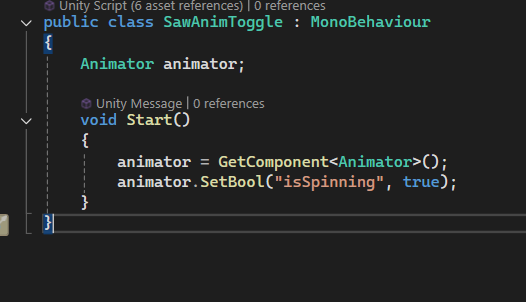 Unity Script (6 asset references) | 0 references
public class SawAnimToggle : MonoBehaviour
{
Animator animator;
Unity Message | 0 references
void Start()
{
animator = GetComponent<Animator>();
animator.SetBool("isSpinning", true);
}
}